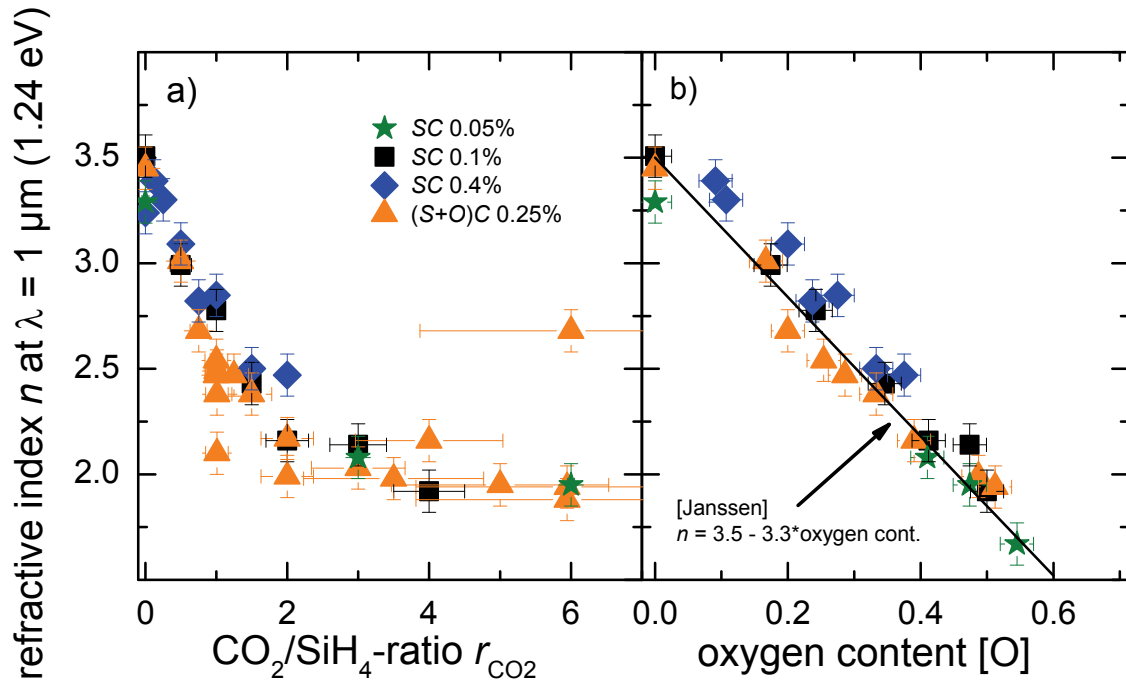 refractive index n at λ = 1 µm (1.24 eV)
3.5
3.0
2.5
2.0
a)
SC 0.05%
SC 0.1%
SC 0.4%
(S+O)C 0.25%
0 2 4 6
CO₂/SiH₄-ratio r_CO2
b)
[Janssen]
n = 3.5 - 3.3*oxygen cont.
0.0 0.2 0.4 0.6
oxygen content [O]